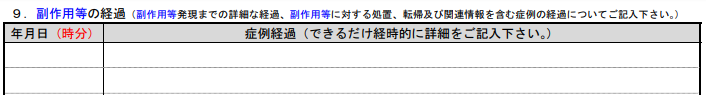 9．副作用等の経過（副作用等発現までの詳細な経過、副作用等に対する処置、転帰及び関連情報を含む症例の経過についてご記入下さい。）
年月日（時分） 症例経過（できるだけ経時的に詳細をご記入下さい。）